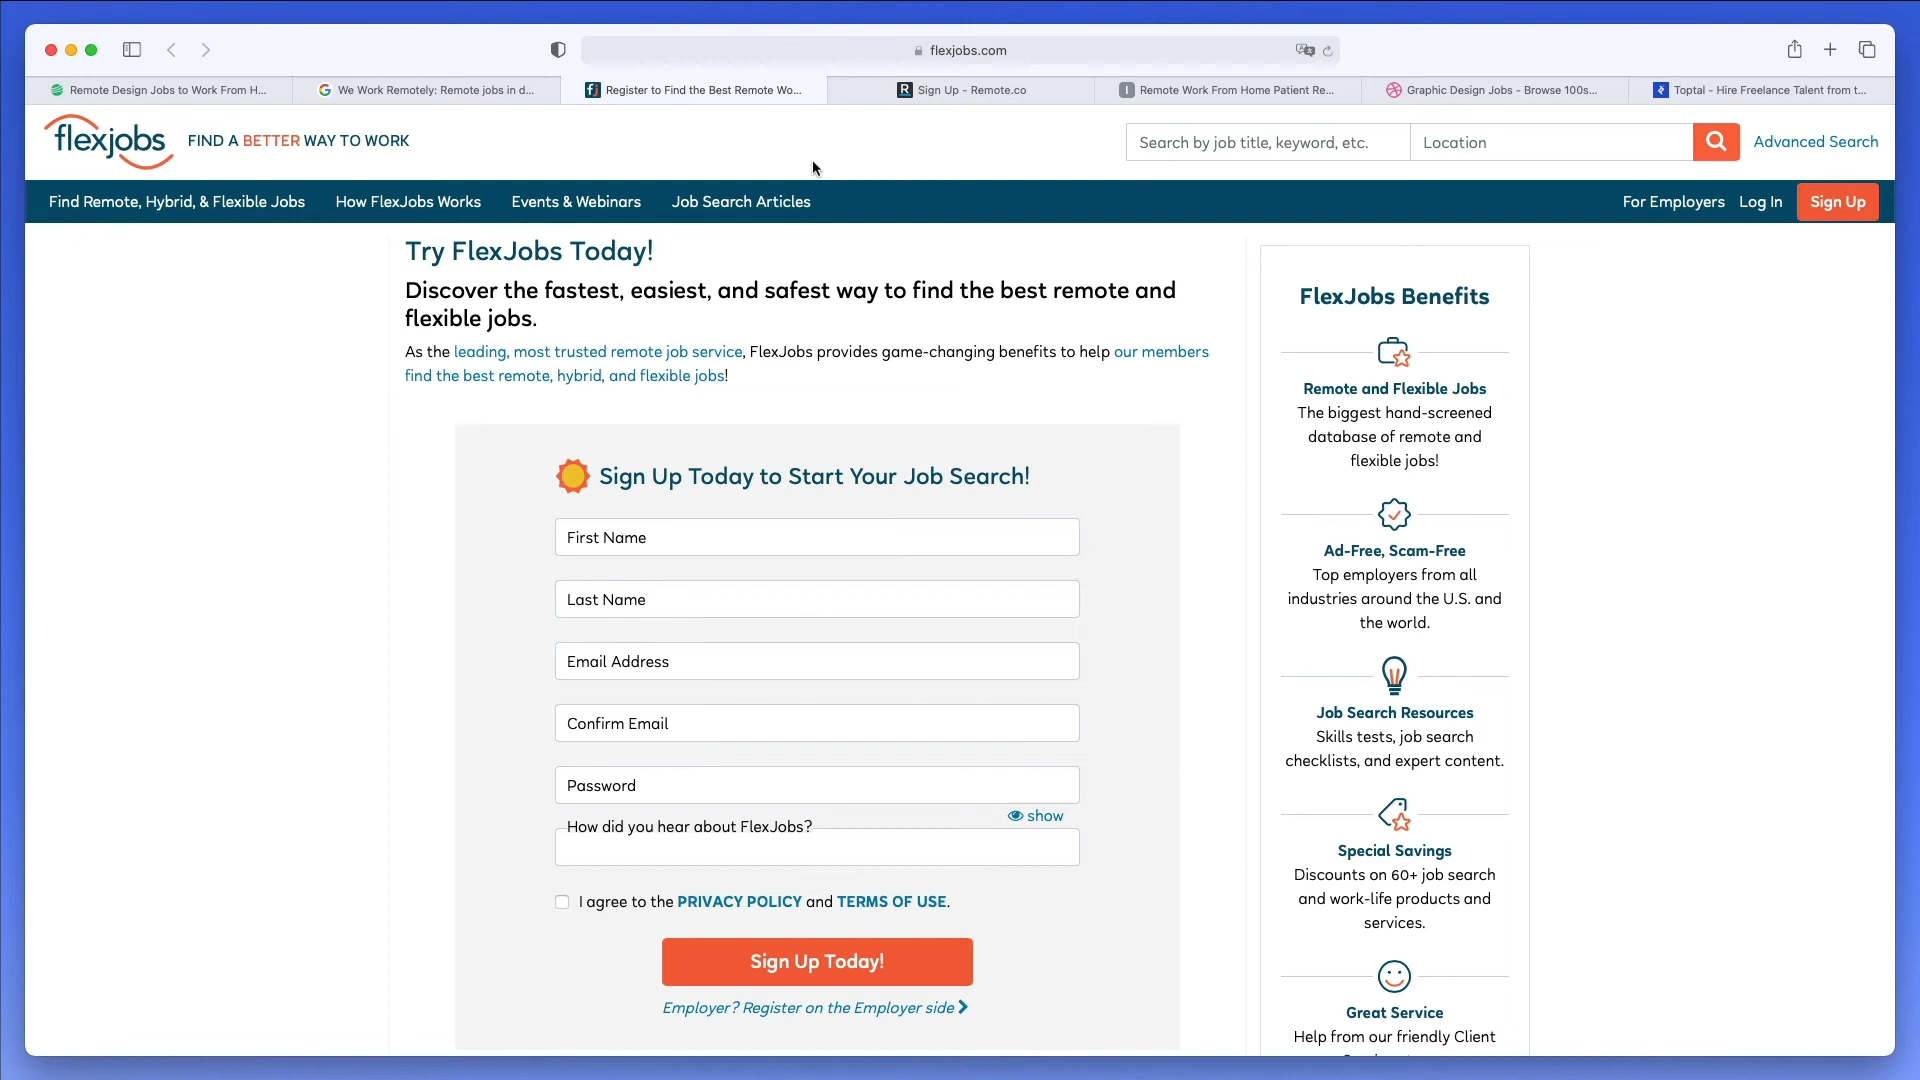 flexjobs.com
Remote Design Jobs to Work From H...
We Work Remotely: Remote jobs in d...
Register to Find the Best Remote Wo...
Sign Up - Remote.co
Remote Work From Home Patient Re...
Graphic Design Jobs - Browse 100s...
Toptal - Hire Freelance Talent from t...
flexjobs
FIND A BETTER WAY TO WORK
Search by job title, keyword, etc.
Location
Advanced Search
Find Remote, Hybrid, & Flexible Jobs
How FlexJobs Works
Events & Webinars
Job Search Articles
For Employers
Log In
Sign Up
Try FlexJobs Today!
Discover the fastest, easiest, and safest way to find the best remote and
flexible jobs.
As the leading, most trusted remote job service, FlexJobs provides game-changing benefits to help our members
find the best remote, hybrid, and flexible jobs!
Sign Up Today to Start Your Job Search!
First Name
Last Name
Email Address
Confirm Email
Password
show
How did you hear about FlexJobs?
I agree to the PRIVACY POLICY and TERMS OF USE.
Sign Up Today!
Employer? Register on the Employer side
FlexJobs Benefits
Remote and Flexible Jobs
The biggest hand-screened
database of remote and
flexible jobs!
Ad-Free, Scam-Free
Top employers from all
industries around the U.S. and
the world.
Job Search Resources
Skills tests, job search
checklists, and expert content.
Special Savings
Discounts on 60+ job search
and work-life products and
services.
Great Service
Help from our friendly Client